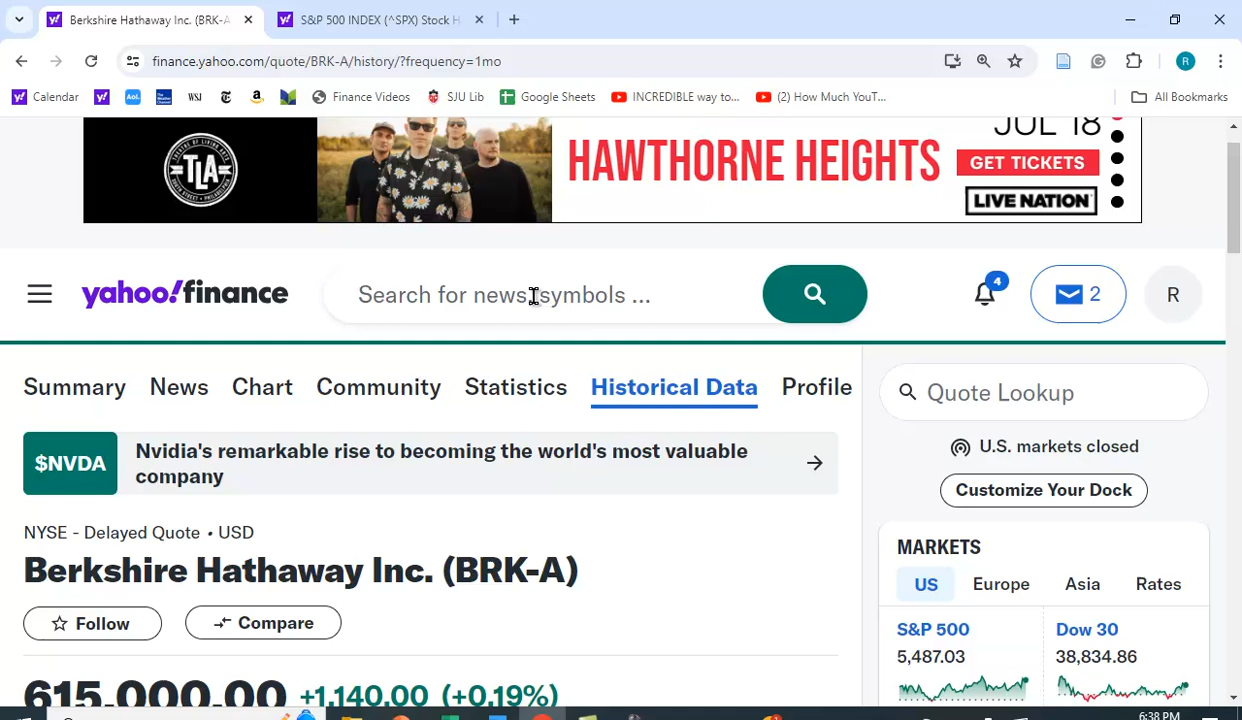 Berkshire Hathaway Inc. (BRK-A
S&P 500 INDEX (^SPX) Stock H
finance.yahoo.com/quote/BRK-A/history/?frequency=1mo
R
Calendar
Aol.
WSJ
Finance Videos
SJU Lib
Google Sheets
INCREDIBLE way to...
(2) How Much YouT...
All Bookmarks
TLA
HAWTHORNE HEIGHTS
JUL 18
GET TICKETS
LIVE NATION
yahoo!finance
Search for news, symbols ...
4
2
R
Summary News Chart Community Statistics Historical Data Profile
Quote Lookup
$NVDA
Nvidia's remarkable rise to becoming the world's most valuable
company
U.S. markets closed
Customize Your Dock
NYSE - Delayed Quote • USD
Berkshire Hathaway Inc. (BRK-A)
Follow
Compare
615,000.00 +1,140.00 (+0.19%)
MARKETS
US Europe Asia Rates
S&P 500
5,487.03
Dow 30
38,834.86
6:38 PM